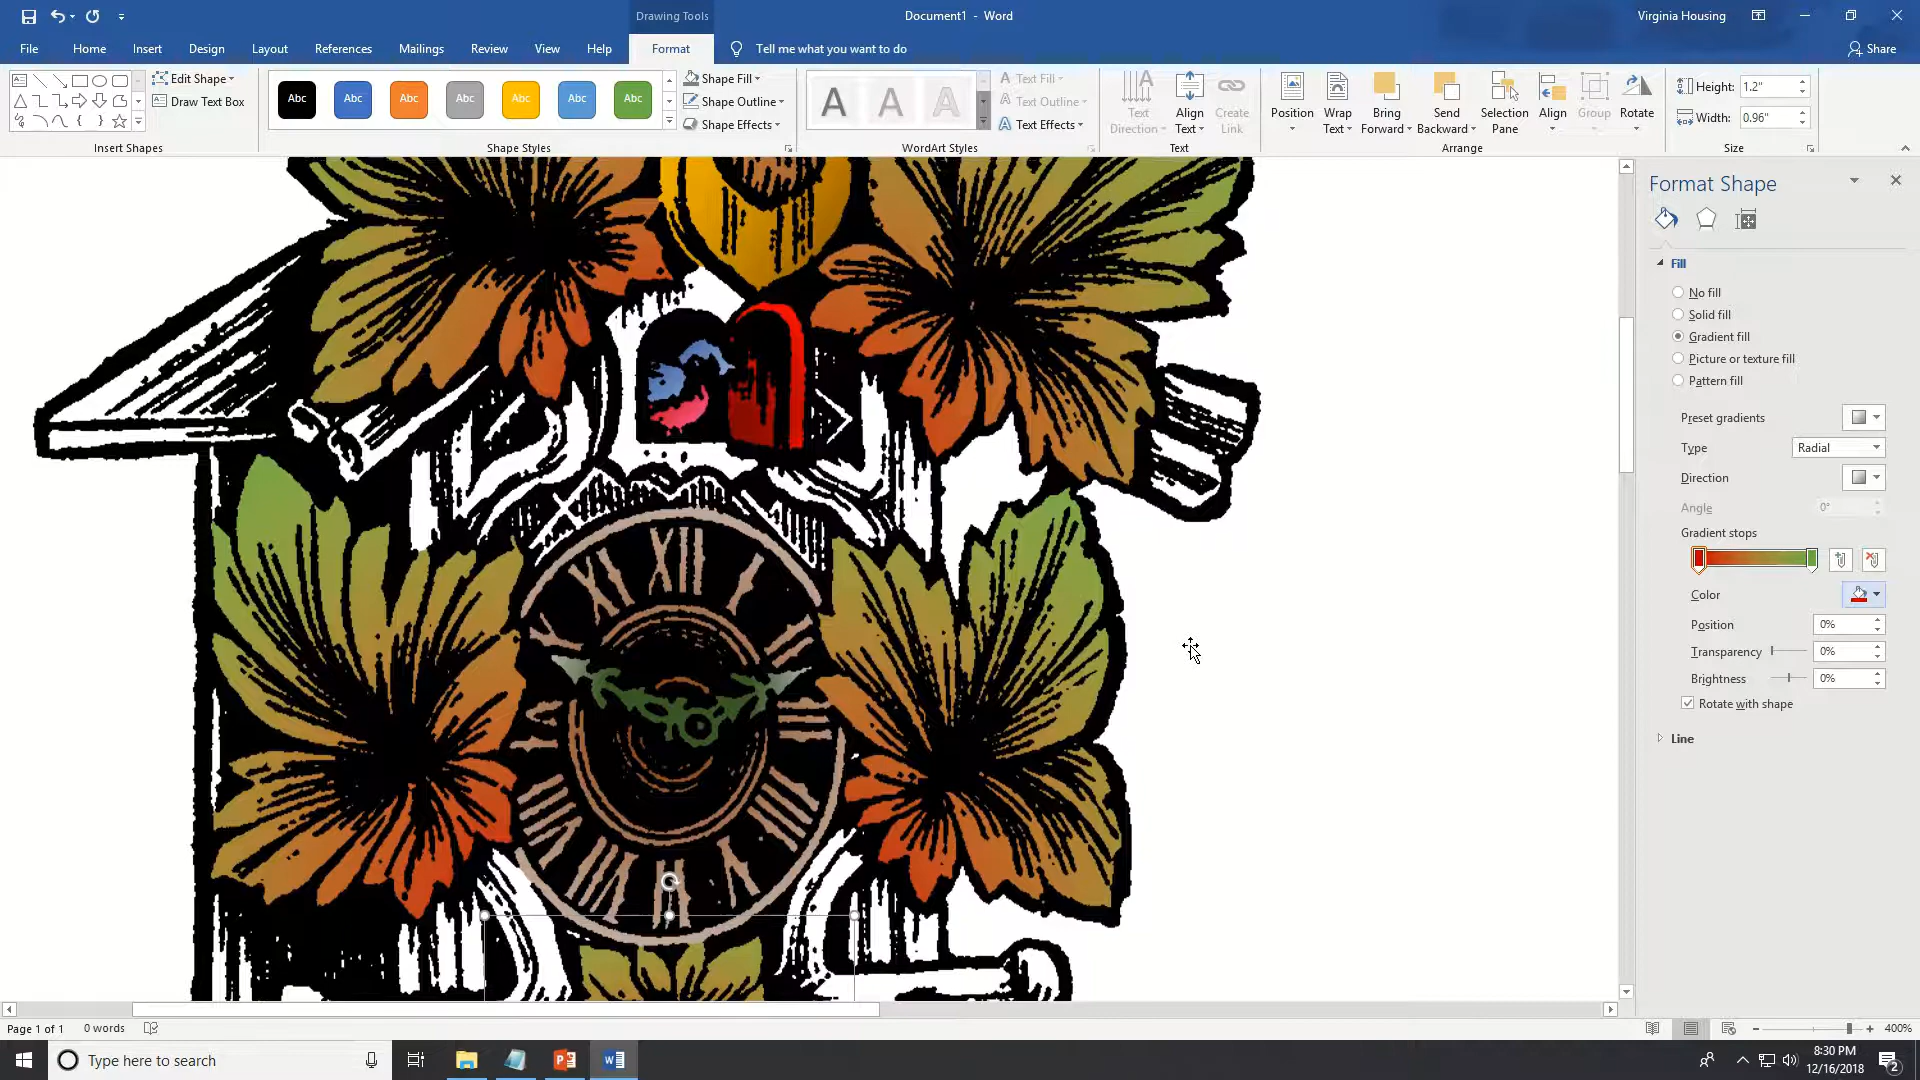 Drawing Tools
Document1 - Word
Virginia Housing
File Home Insert Design Layout References Mailings Review View Help Format Tell me what you want to do Share
Edit Shape
Draw Text Box
Insert Shapes
Abc Abc Abc Abc Abc Abc Abc
Shape Fill
Shape Outline
Shape Effects
Shape Styles
A A A
Text Fill
Text Outline
Text Effects
WordArt Styles
Text Direction
Align Text
Create Link
Text
Position
Wrap Text
Bring Forward
Send Backward
Selection Pane
Align
Group
Rotate
Arrange
Height: 1.2"
Width: 0.96"
Size
XII
Format Shape
Fill
No fill
Solid fill
Gradient fill
Picture or texture fill
Pattern fill
Preset gradients
Type Radial
Direction
Angle 0°
Gradient stops
Color
Position 0%
Transparency 0%
Brightness 0%
Rotate with shape
Line
Page 1 of 1 0 words
400%
Type here to search
8:30 PM
12/16/2018
2